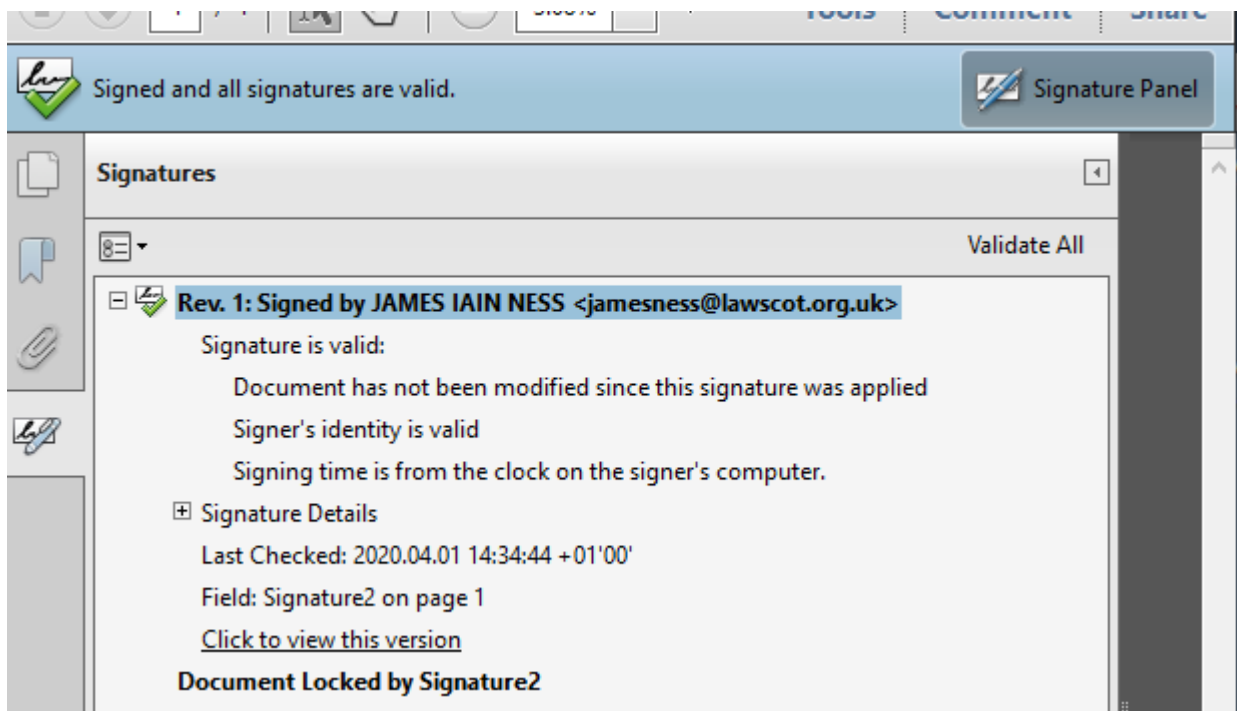 Tools Comment Share
Signed and all signatures are valid.
Signature Panel
Signatures
Validate All
Rev. 1: Signed by JAMES IAIN NESS <jamesness@lawscot.org.uk>
Signature is valid:
Document has not been modified since this signature was applied
Signer's identity is valid
Signing time is from the clock on the signer's computer.
Signature Details
Last Checked: 2020.04.01 14:34:44 +01'00'
Field: Signature2 on page 1
Click to view this version
Document Locked by Signature2